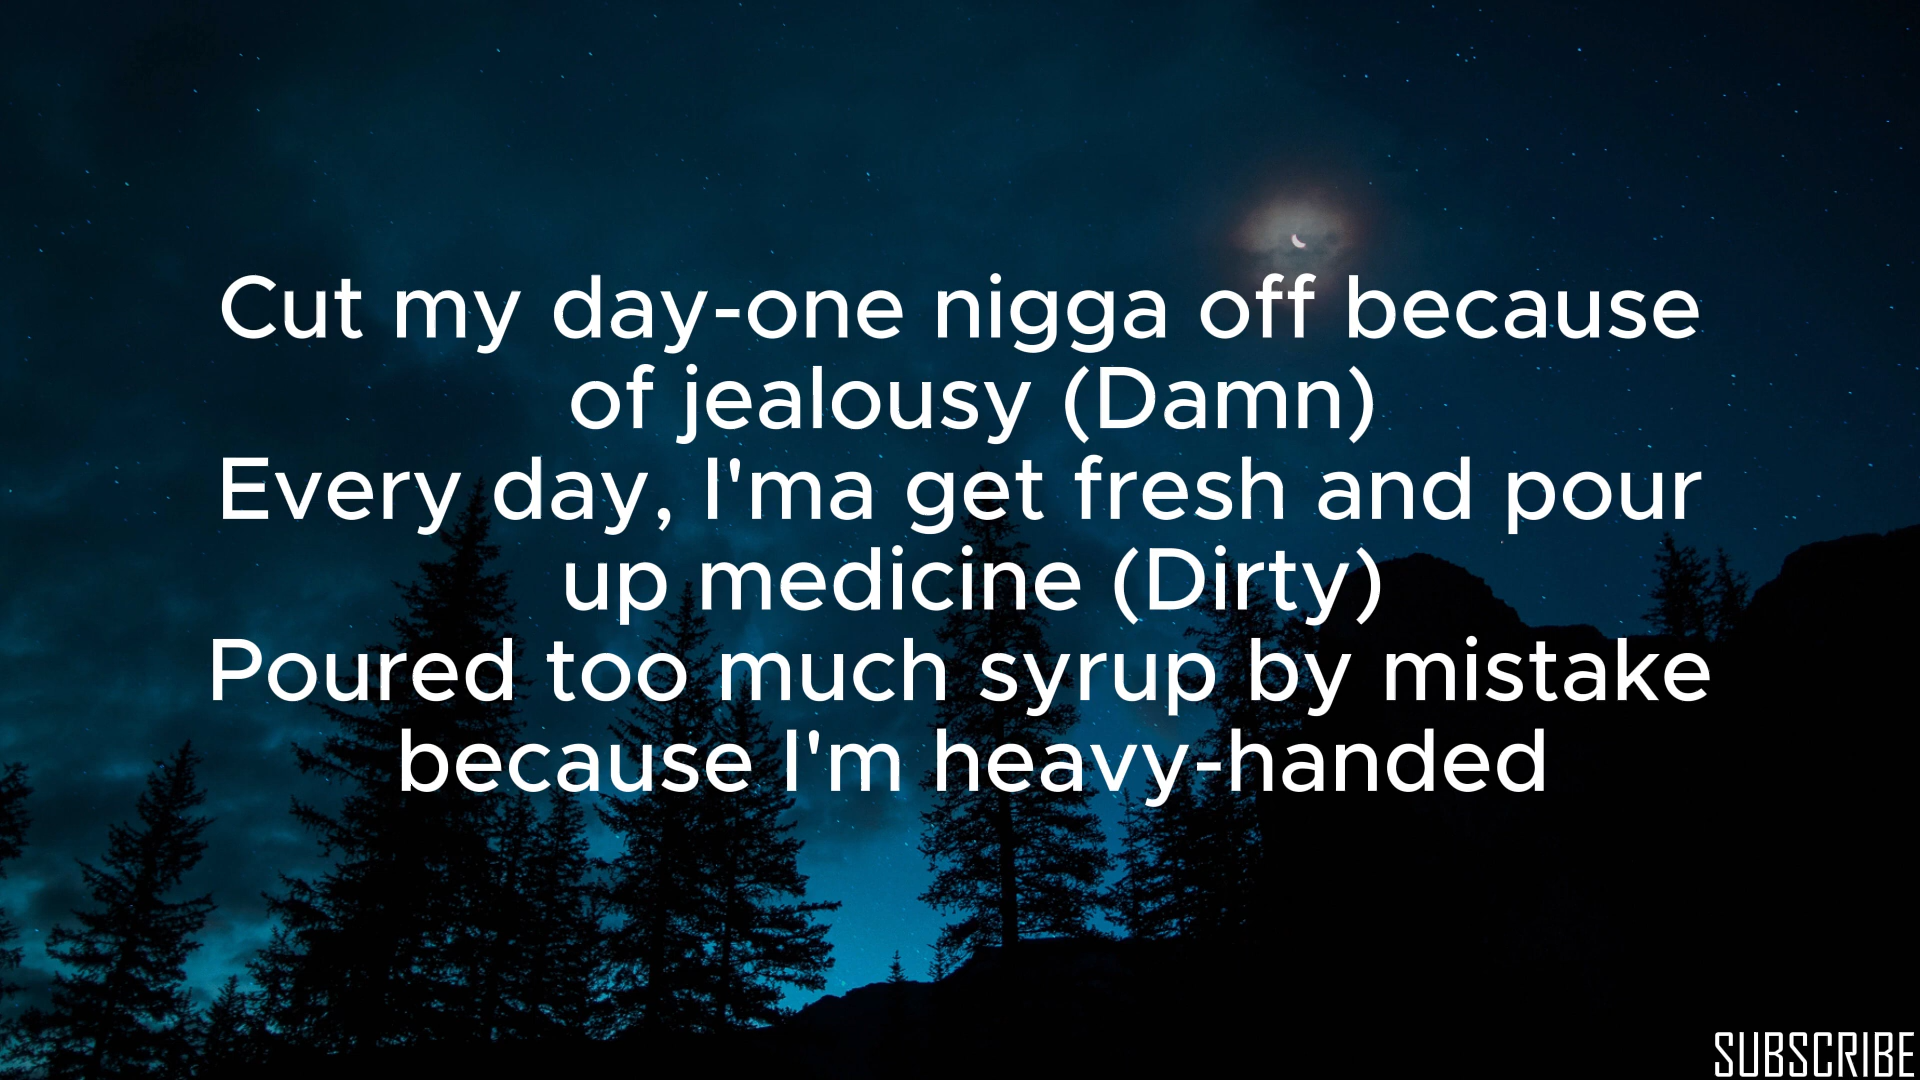 Cut my day-one nigga off because
of jealousy (Damn)
Every day, I'ma get fresh and pour
up medicine (Dirty)
Poured too much syrup by mistake
because I'm heavy-handed
SUBSCRIBE